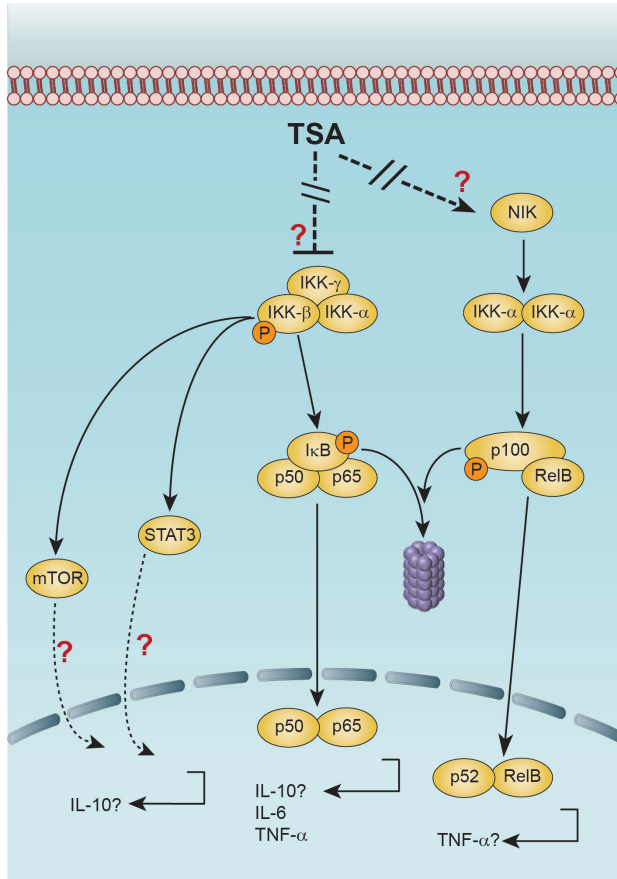 TSA
?
?
NIK
IKK-γ
IKK-β IKK-α
P
IKK-α IKK-α
IκB P
p50 p65
p100
P
RelB
STAT3
mTOR
?
?
p50 p65
p52 RelB
IL-10?
IL-10?
IL-6
TNF-α
TNF-α?